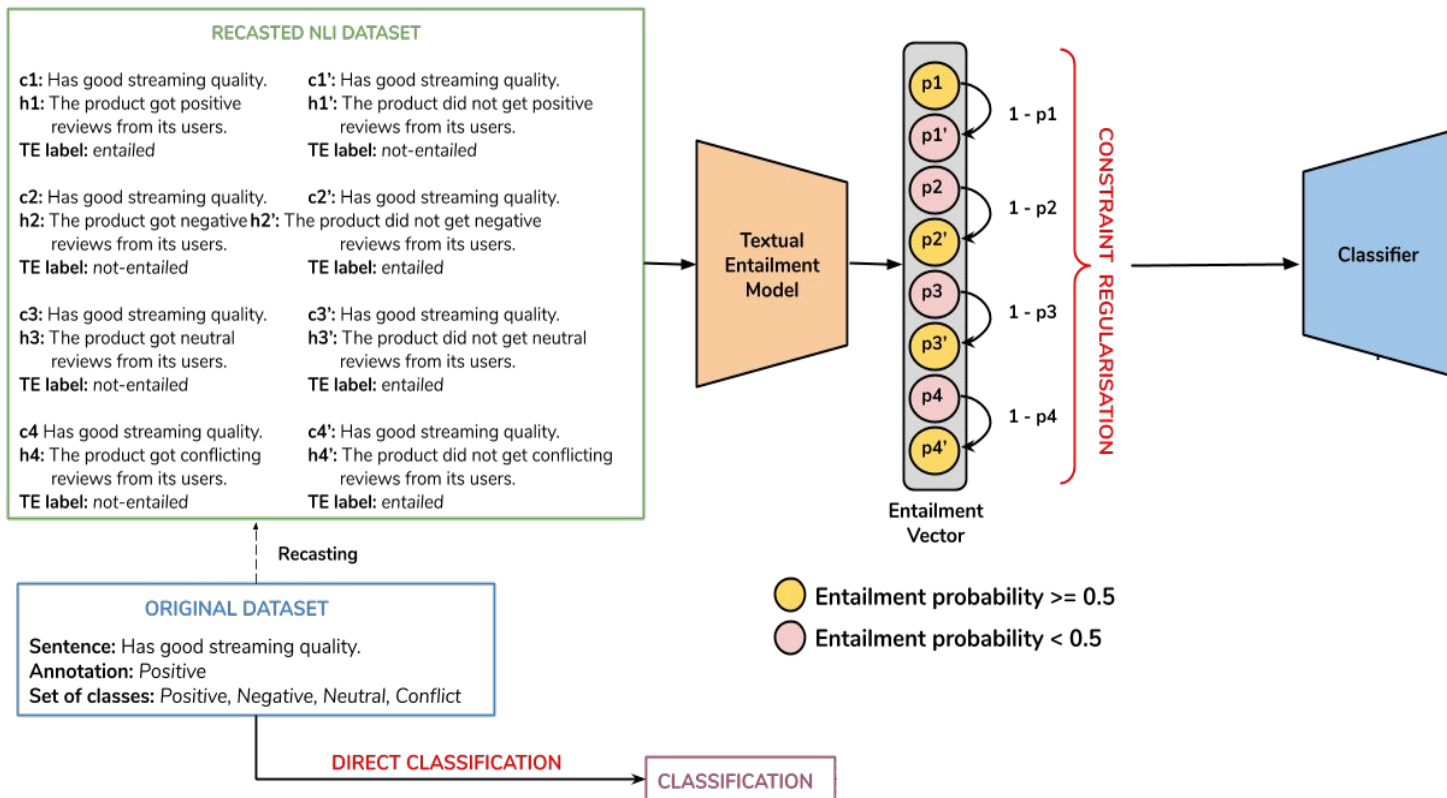 RECASTED NLI DATASET
c1: Has good streaming quality.
h1: The product got positive
reviews from its users.
TE label: entailed
c1': Has good streaming quality.
h1': The product did not get positive
reviews from its users.
TE label: not-entailed
c2: Has good streaming quality.
h2: The product got negative
reviews from its users.
TE label: not-entailed
c2': Has good streaming quality.
h2': The product did not get negative
reviews from its users.
TE label: entailed
c3: Has good streaming quality.
h3: The product got neutral
reviews from its users.
TE label: not-entailed
c3': Has good streaming quality.
h3': The product did not get neutral
reviews from its users.
TE label: entailed
c4 Has good streaming quality.
h4: The product got conflicting
reviews from its users.
TE label: not-entailed
c4': Has good streaming quality.
h4': The product did not get conflicting
reviews from its users.
TE label: entailed
Textual
Entailment
Model
p1
p1'
p2
p2'
p3
p3'
p4
p4'
1 - p1
1 - p2
1 - p3
1 - p4
Entailment
Vector
CONSTRAINT REGULARISATION
Classifier
Recasting
ORIGINAL DATASET
Sentence: Has good streaming quality.
Annotation: Positive
Set of classes: Positive, Negative, Neutral, Conflict
Entailment probability >= 0.5
Entailment probability < 0.5
DIRECT CLASSIFICATION
CLASSIFICATION